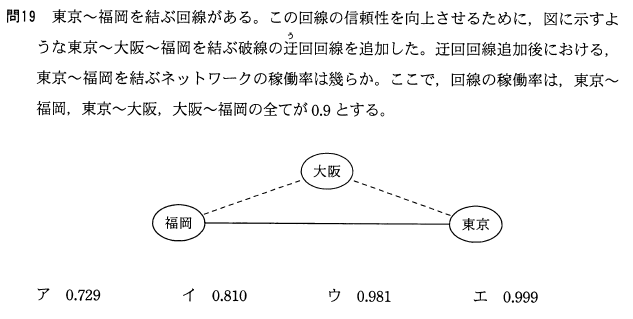 問19 東京～福岡を結ぶ回線がある。この回線の信頼性を向上させるために，図に示すよ
う
うな東京～大阪～福岡を結ぶ破線の迂回回線を追加した。迂回回線追加後における，
東京～福岡を結ぶネットワークの稼働率は幾らか。ここで，回線の稼働率は，東京～
福岡，東京～大阪，大阪～福岡の全てが0.9とする。
大阪
福岡 東京
ア 0.729 イ 0.810 ウ 0.981 エ 0.999